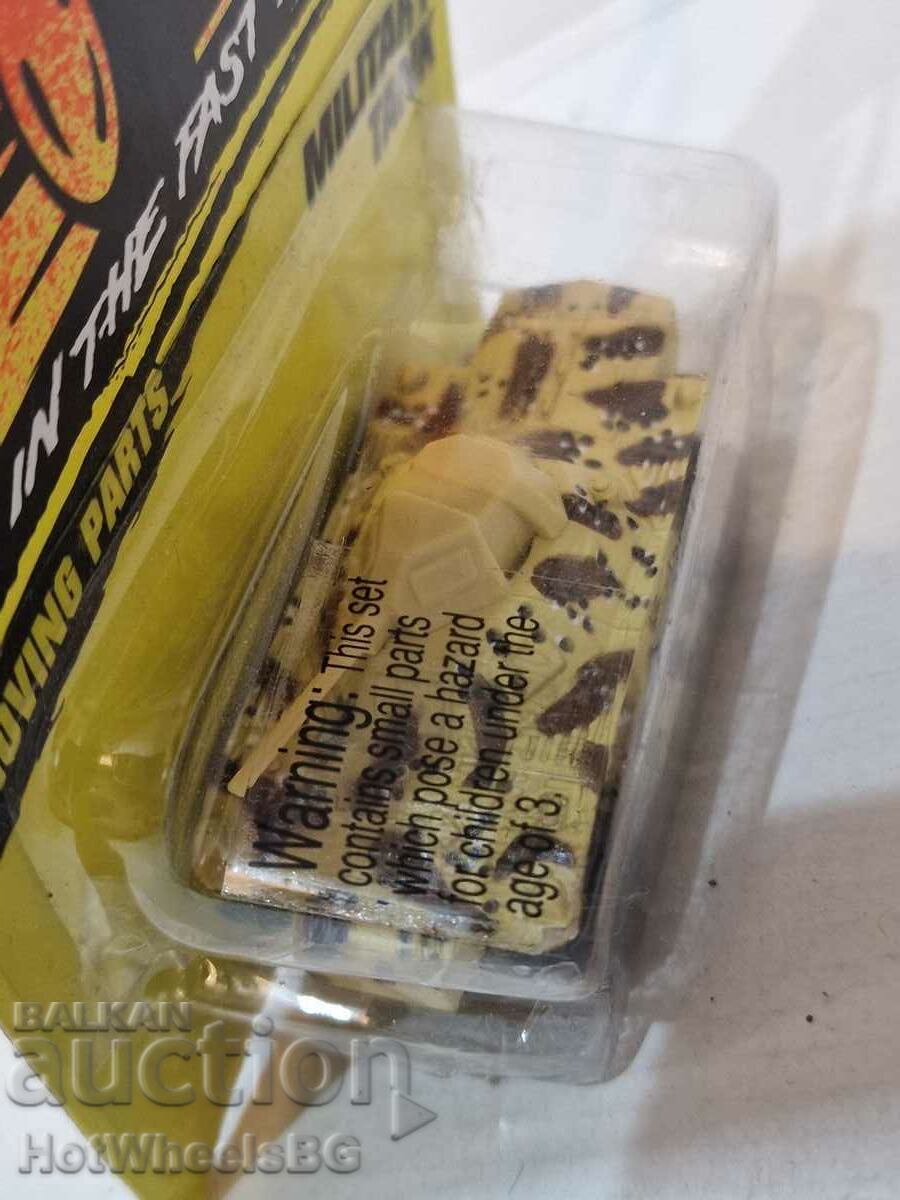 IN THE FAST
MILITARY
TANK
MOVING PARTS
Warning: This set
contains small parts
which pose a hazard
for children under the
age of 3.
BALKAN
auction
HotWheelsBG